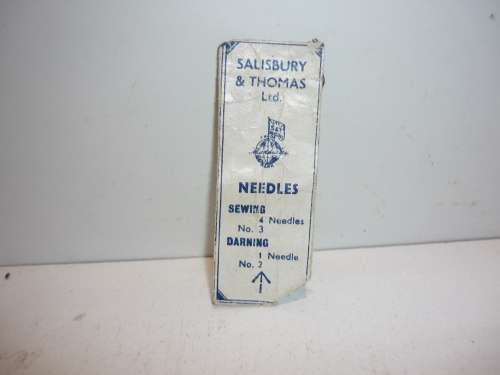 SALISBURY
& THOMAS
Ltd.
NEEDLES
SEWING
4 Needles
No. 3
DARNING
1 Needle
No. 2